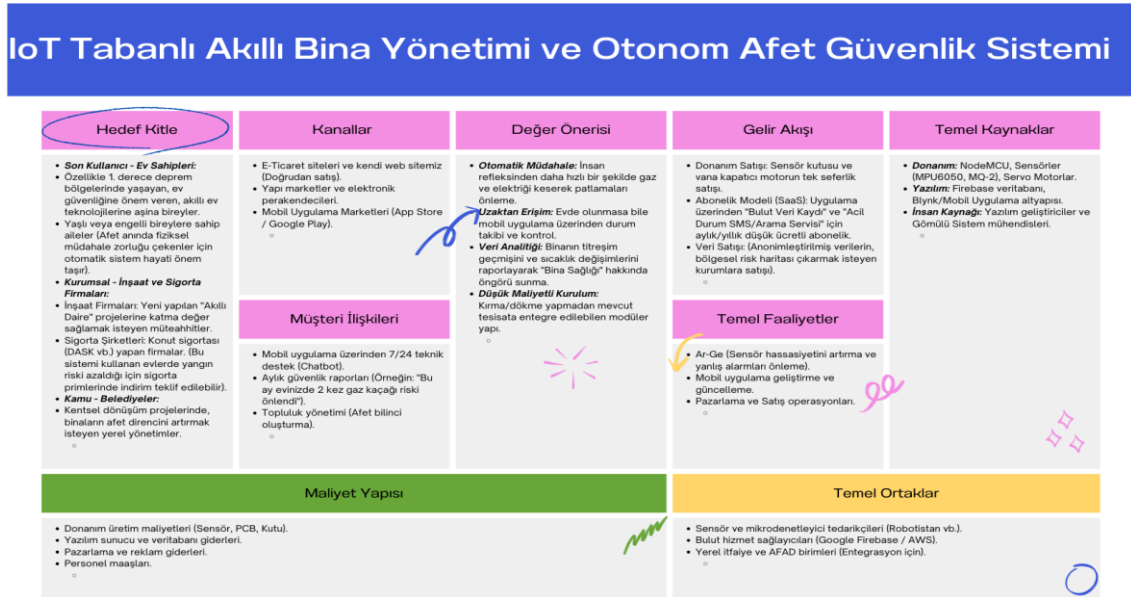 IoT Tabanlı Akıllı Bina Yönetimi ve Otonom Afet Güvenlik Sistemi
Hedef Kitle
• Son Kullanıcı - Ev Sahipleri:
• Özellikle 1. derece deprem
bölgelerinde yaşayan, ev
güvenliğine önem veren, akıllı ev
teknolojilerine aşina bireyler.
• Yaşlı veya engelli bireylere sahip
aileler (Afet anında fiziksel
müdahale zorluğu çekenler için
otomatik sistem hayati önem
taşır).
• Kurumsal - İnşaat ve Sigorta
Firmaları:
• İnşaat Firmaları: Yeni yapılan "Akıllı
Daire" projelerine katma değer
sağlamak isteyen müteahhitler.
• Sigorta Şirketleri: Konut sigortası
(DASK vb.) yapan firmalar. (Bu
sistemi kullanan evlerde yangın
riski azaldığı için sigorta
primlerinde indirim teklif edilebilir).
• Kamu - Belediyeler:
• Kentsel dönüşüm projelerinde,
binaların afet direncini artırmak
isteyen yerel yönetimler.
Kanallar
• E-Ticaret siteleri ve kendi web sitemiz
(Doğrudan satış).
• Yapı marketler ve elektronik
perakendecileri.
• Mobil Uygulama Marketleri (App Store
/ Google Play).
Müşteri İlişkileri
• Mobil uygulama üzerinden 7/24 teknik
destek (Chatbot).
• Aylık güvenlik raporları (Örneğin: "Bu
ay evinizde 2 kez gaz kaçağı riski
önlendi").
• Topluluk yönetimi (Afet bilinci
oluşturma).
Değer Önerisi
• Otomatik Müdahale: İnsan
refleksinden daha hızlı bir şekilde gaz
ve elektriği keserek patlamaları
önleme.
Uzaktan Erişim: Evde olunmasa bile
mobil uygulama üzerinden durum
takibi ve kontrol.
• Veri Analitiği: Binanın titreşim
geçmişini ve sıcaklık değişimlerini
raporlayarak "Bina Sağlığı" hakkında
öngörü sunma.
• Düşük Maliyetli Kurulum:
Kırma/dökme yapmadan mevcut
tesisata entegre edilebilen modüler
yapı.
Gelir Akışı
• Donanım Satışı: Sensör kutusu ve
vana kapatıcı motorun tek seferlik
satışı.
• Abonelik Modeli (SaaS): Uygulama
üzerinden "Bulut Veri Kaydı" ve "Acil
Durum SMS/Arama Servisi" için
aylık/yıllık düşük ücretli abonelik.
• Veri Satışı: (Anonimleştirilmiş verilerin,
bölgesel risk haritası çıkarmak isteyen
kurumlara satışı).
Temel Faaliyetler
• Ar-Ge (Sensör hassasiyetini artırma ve
yanlış alarmları önleme).
• Mobil uygulama geliştirme ve
güncelleme.
• Pazarlama ve Satış operasyonları.
Temel Kaynaklar
• Donanım: NodeMCU, Sensörler
(MPU6050, MQ-2), Servo Motorlar.
• Yazılım: Firebase veritabanı,
Blynk/Mobil Uygulama altyapısı.
• İnsan Kaynağı: Yazılım geliştiriciler ve
Gömülü Sistem mühendisleri.
Maliyet Yapısı
• Donanım üretim maliyetleri (Sensör, PCB, Kutu).
• Yazılım sunucu ve veritabanı giderleri.
• Pazarlama ve reklam giderleri.
• Personel maaşları.
Temel Ortaklar
• Sensör ve mikrodenetleyici tedarikçileri (Robotistan vb.).
• Bulut hizmet sağlayıcıları (Google Firebase / AWS).
• Yerel itfaiye ve AFAD birimleri (Entegrasyon için).